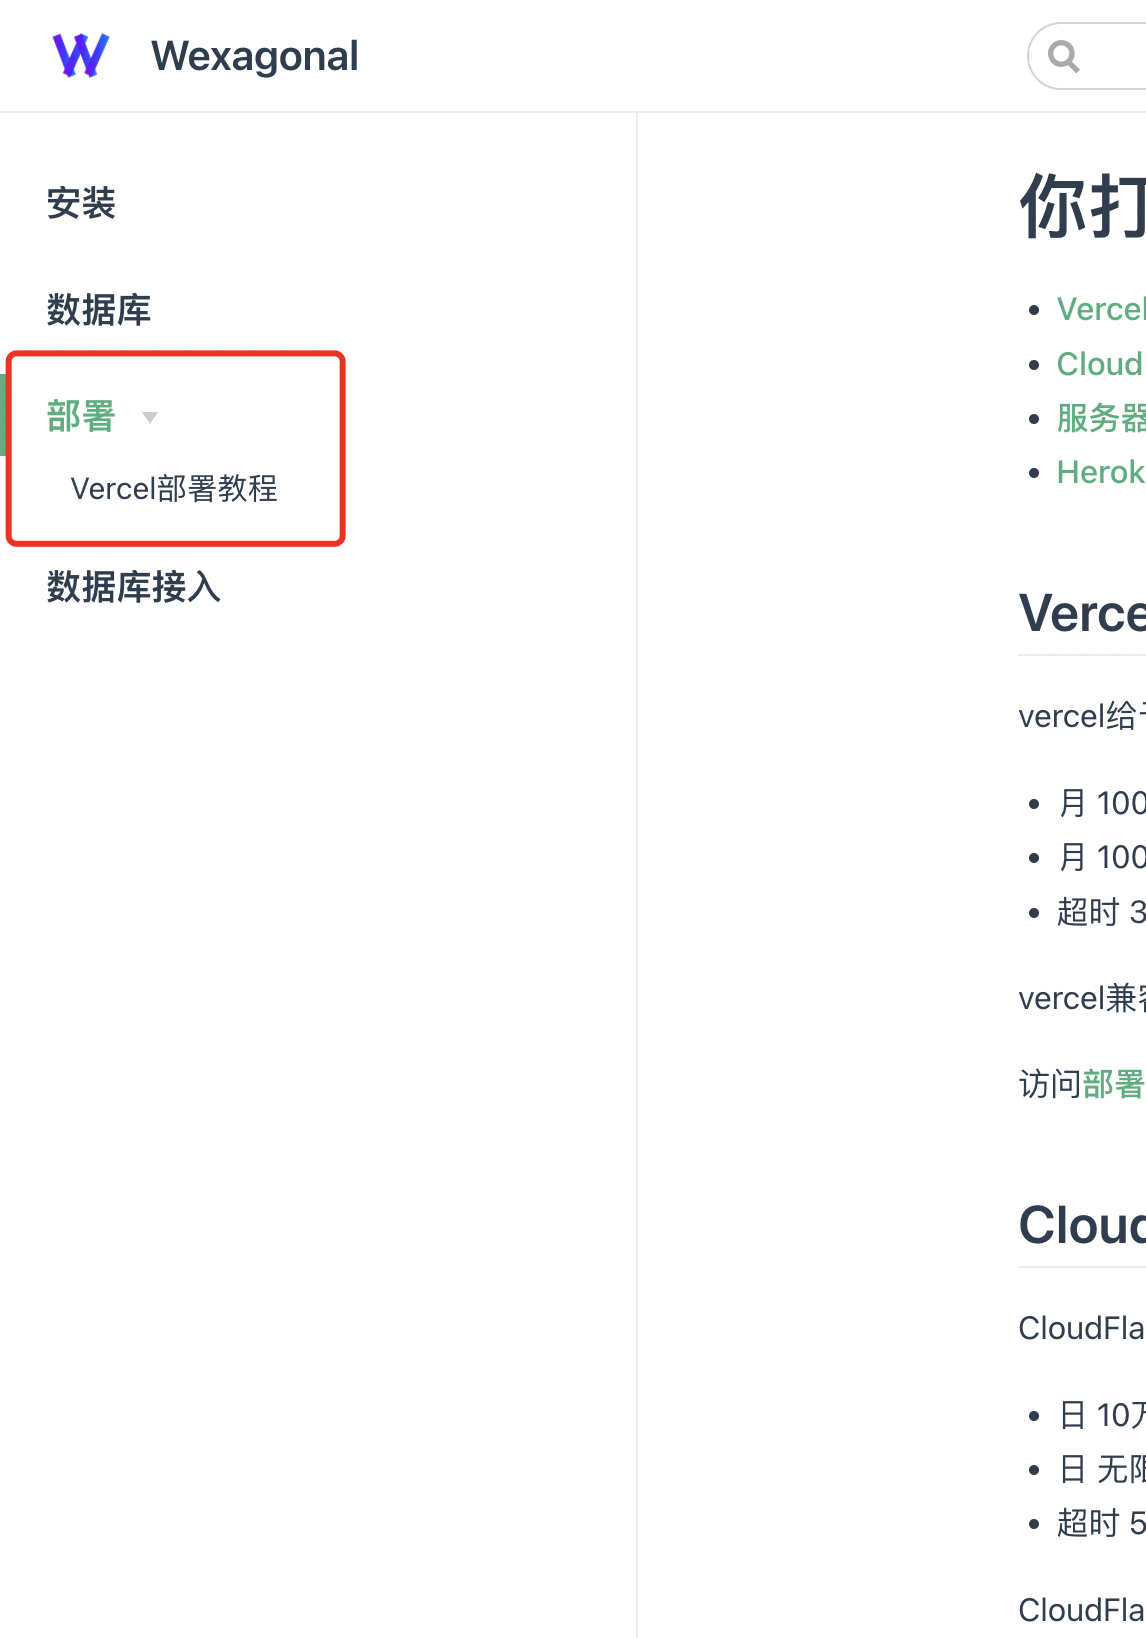 Wexagonal
安装
数据库
部署
Vercel部署教程
数据库接入
你打
Vercel
Cloud
服务器
Herok
Verce
vercel给
月 100
月 100
超时 3
vercel兼
访问部署
Cloud
CloudFla
日 10万
日 无限
超时 5
CloudFla